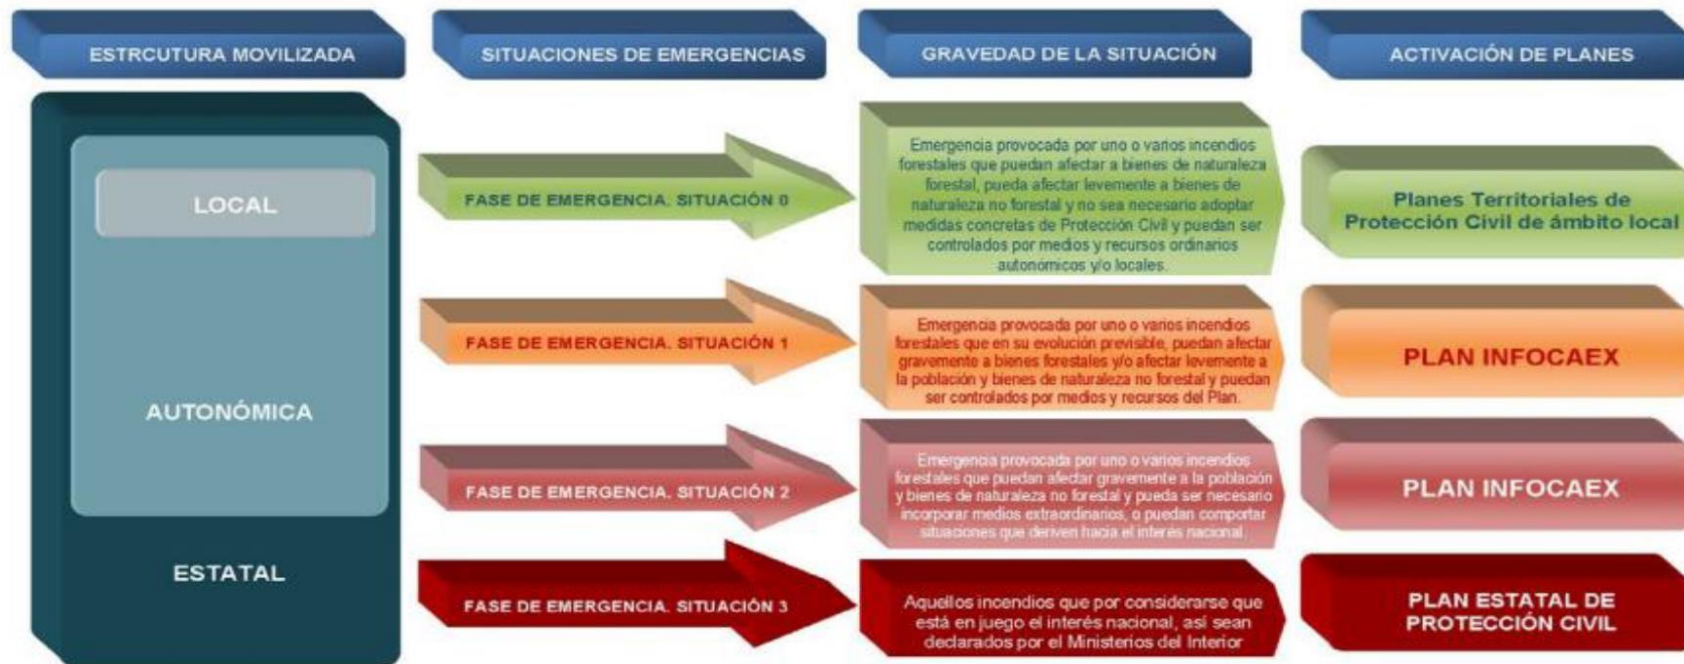 ESTRCUTURA MOVILIZADA
SITUACIONES DE EMERGENCIAS
GRAVEDAD DE LA SITUACIÓN
ACTIVACIÓN DE PLANES
LOCAL
AUTONÓMICA
ESTATAL
FASE DE EMERGENCIA. SITUACIÓN 0
Emergencia provocada por uno o varios incendios
forestales que puedan afectar a bienes de naturaleza
forestal, pueda afectar levemente a bienes de
naturaleza no forestal y no sea necesario adoptar
medidas concretas de Protección Civil y puedan ser
controlados por medios y recursos ordinarios
autonómicos y/o locales.
Planes Territoriales de
Protección Civil de ámbito local
FASE DE EMERGENCIA. SITUACIÓN 1
Emergencia provocada por uno o varios incendios
forestales que en su evolución previsible, puedan afectar
gravemente a bienes forestales y/o afectar levemente a
la población y bienes de naturaleza no forestal y puedan
ser controlados por medios y recursos del Plan.
PLAN INFOCAEX
FASE DE EMERGENCIA. SITUACIÓN 2
Emergencia provocada por uno o varios incendios
forestales que puedan afectar gravemente a la población
y bienes de naturaleza no forestal y pueda ser necesario
incorporar medios extraordinarios, o puedan comportar
situaciones que deriven hacia el interés nacional.
PLAN INFOCAEX
FASE DE EMERGENCIA. SITUACIÓN 3
Aquellos incendios que por considerarse que
está en juego el interés nacional, así sean
declarados por el Ministerios del Interior
PLAN ESTATAL DE
PROTECCIÓN CIVIL